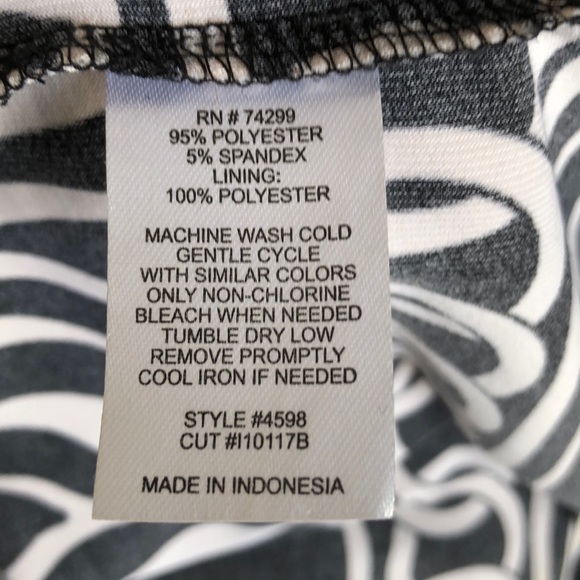 RN # 74299
95% POLYESTER
5% SPANDEX
LINING:
100% POLYESTER
MACHINE WASH COLD
GENTLE CYCLE
WITH SIMILAR COLORS
ONLY NON-CHLORINE
BLEACH WHEN NEEDED
TUMBLE DRY LOW
REMOVE PROMPTLY
COOL IRON IF NEEDED
STYLE #4598
CUT #I10117B
MADE IN INDONESIA